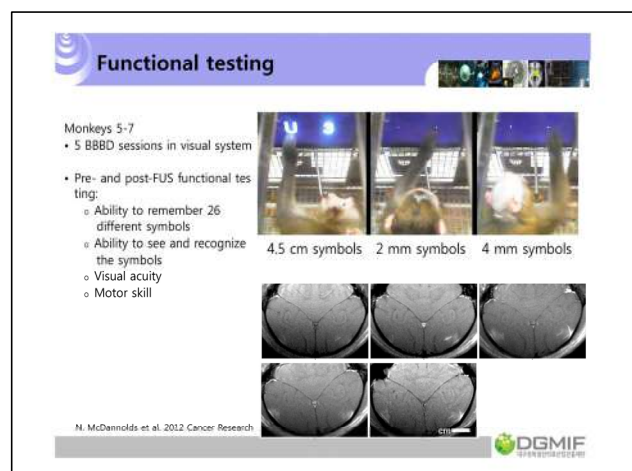 Functional testing
Monkeys 5-7
• 5 BBBD sessions in visual system
• Pre- and post-FUS functional tes
ting:
o Ability to remember 26
different symbols
o Ability to see and recognize
the symbols
o Visual acuity
o Motor skill
u s
4.5 cm symbols
2 mm symbols
4 mm symbols
cm
N. McDannolds et al. 2012 Cancer Research
DGMIF